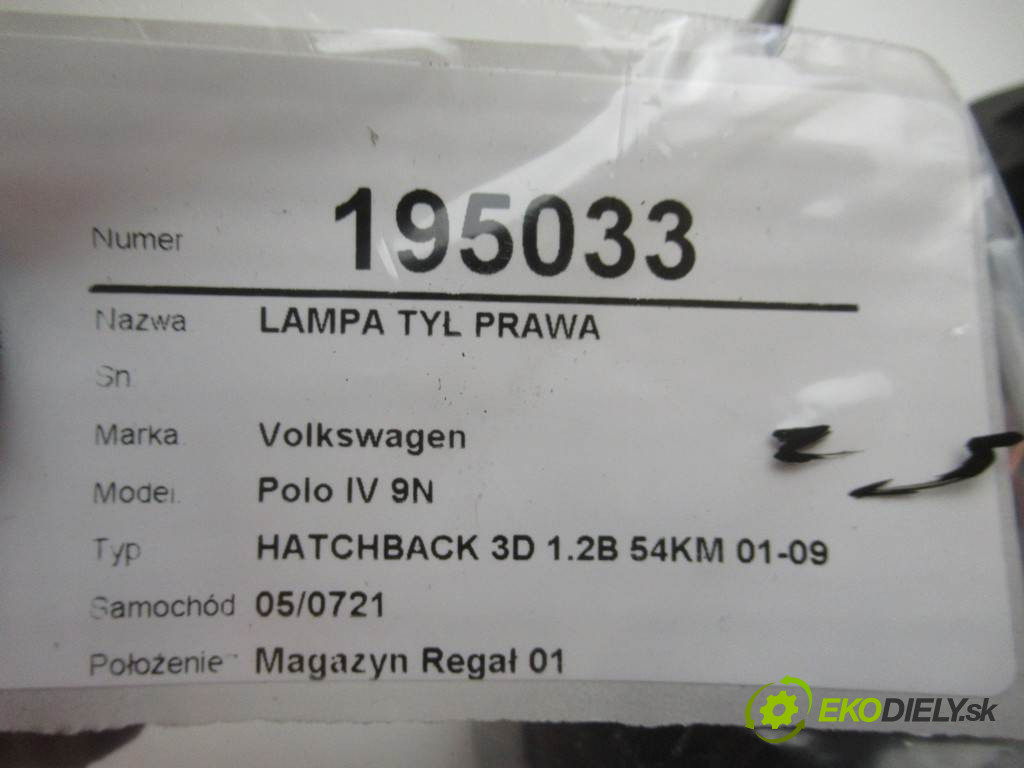 Numer 195033
Nazwa LAMPA TYL PRAWA
Sn
Marka Volkswagen
Model Polo IV 9N
Typ HATCHBACK 3D 1.2B 54KM 01-09
Samochód 05/0721
Położenie Magazyn Regał 01
EKODIELY.sk